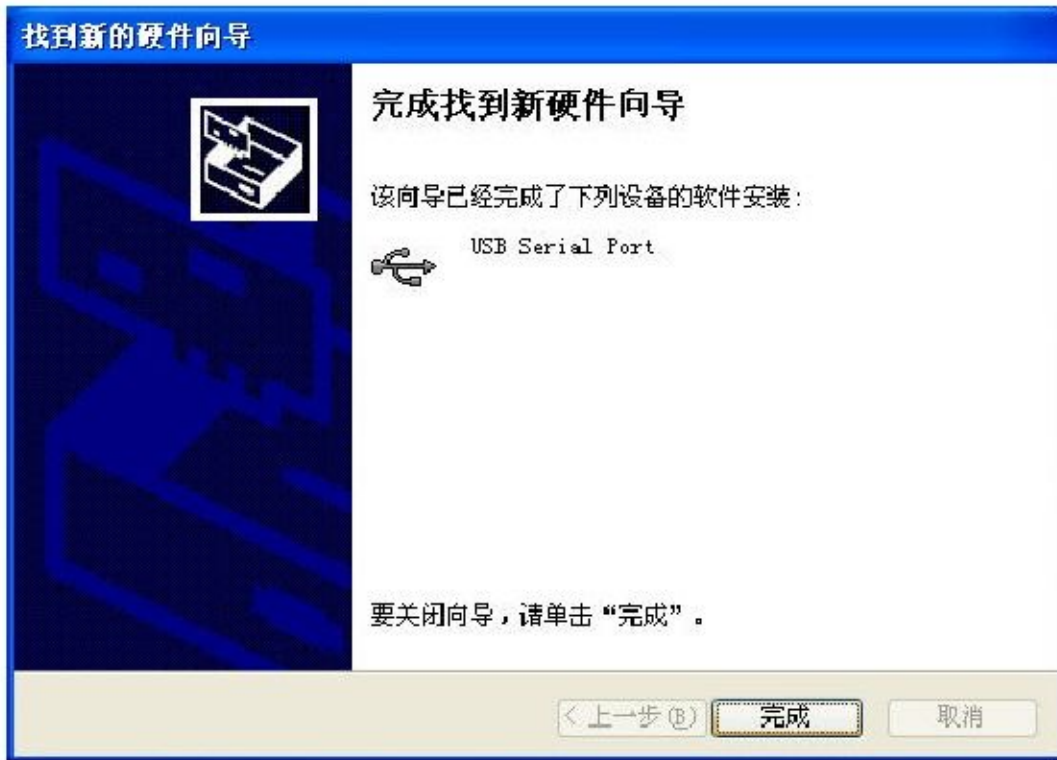 找到新的硬件向导
完成找到新硬件向导
该向导已经完成了下列设备的软件安装:
USB Serial Port
要关闭向导,请单击“完成”。
< 上一步(B)
完成
取消